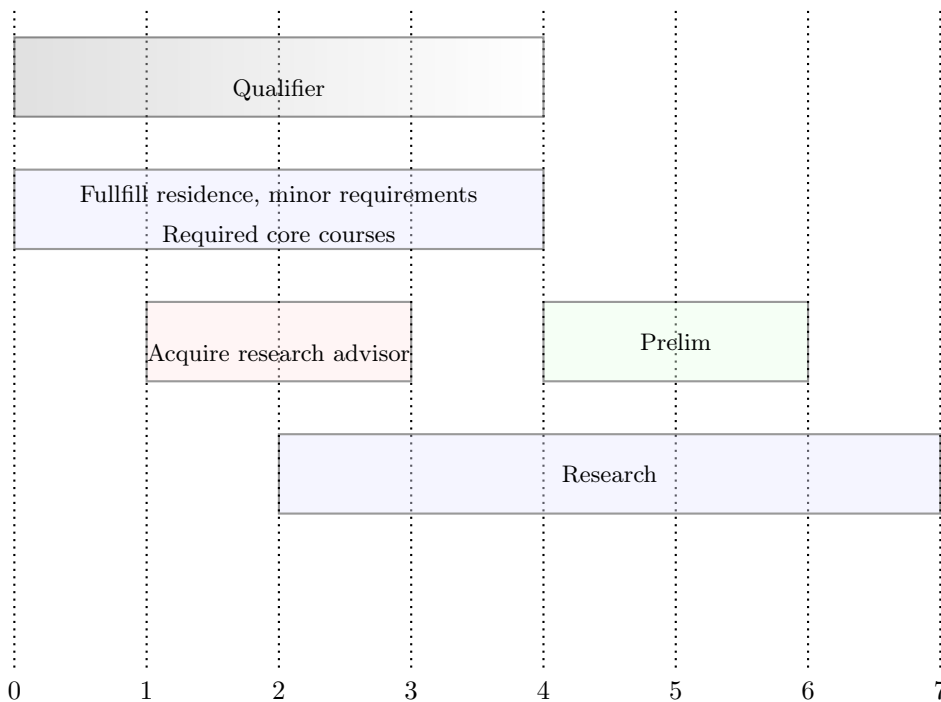 Qualifier
Fullfill residence, minor requirements
Required core courses
Acquire research advisor
Prelim
Research
0 1 2 3 4 5 6 7